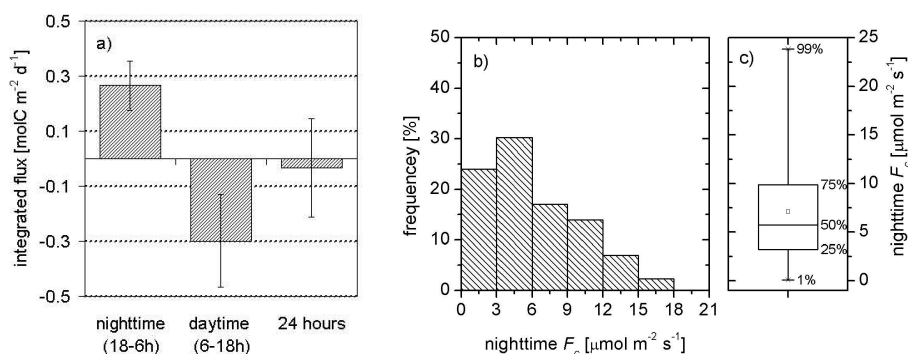 a)
integrated flux [molC m⁻² d⁻¹]
0.5
0.3
0.1
-0.1
-0.3
-0.5
nighttime
(18-6h)
daytime
(6-18h)
24 hours
b)
frequencey [%]
50
40
30
20
10
0
0 3 6 9 12 15 18 21
nighttime F_c [μmol m⁻² s⁻¹]
c)
99%
75%
50%
25%
1%
25
20
15
10
5
0
nighttime F_c [μmol m⁻² s⁻¹]